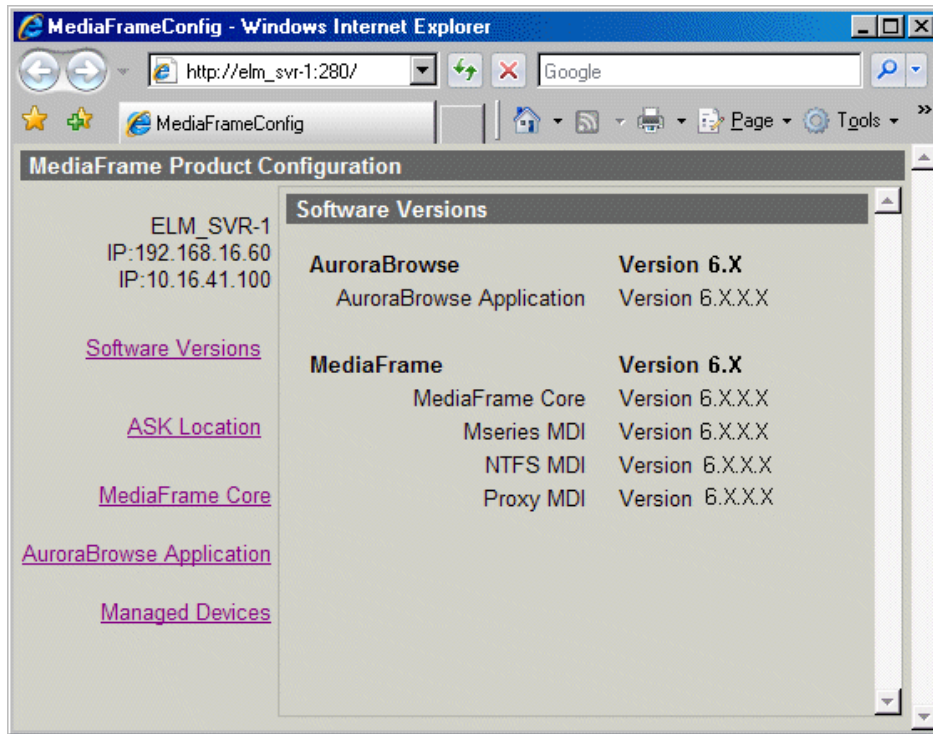 MediaFrameConfig - Windows Internet Explorer
http://elm_svr-1:280/
Google
MediaFrameConfig
Page
Tools
»
MediaFrame Product Configuration
ELM_SVR-1
IP:192.168.16.60
IP:10.16.41.100
Software Versions
ASK Location
MediaFrame Core
AuroraBrowse Application
Managed Devices
Software Versions
AuroraBrowse Version 6.X
AuroraBrowse Application Version 6.X.X.X
MediaFrame Version 6.X
MediaFrame Core Version 6.X.X.X
Mseries MDI Version 6.X.X.X
NTFS MDI Version 6.X.X.X
Proxy MDI Version 6.X.X.X